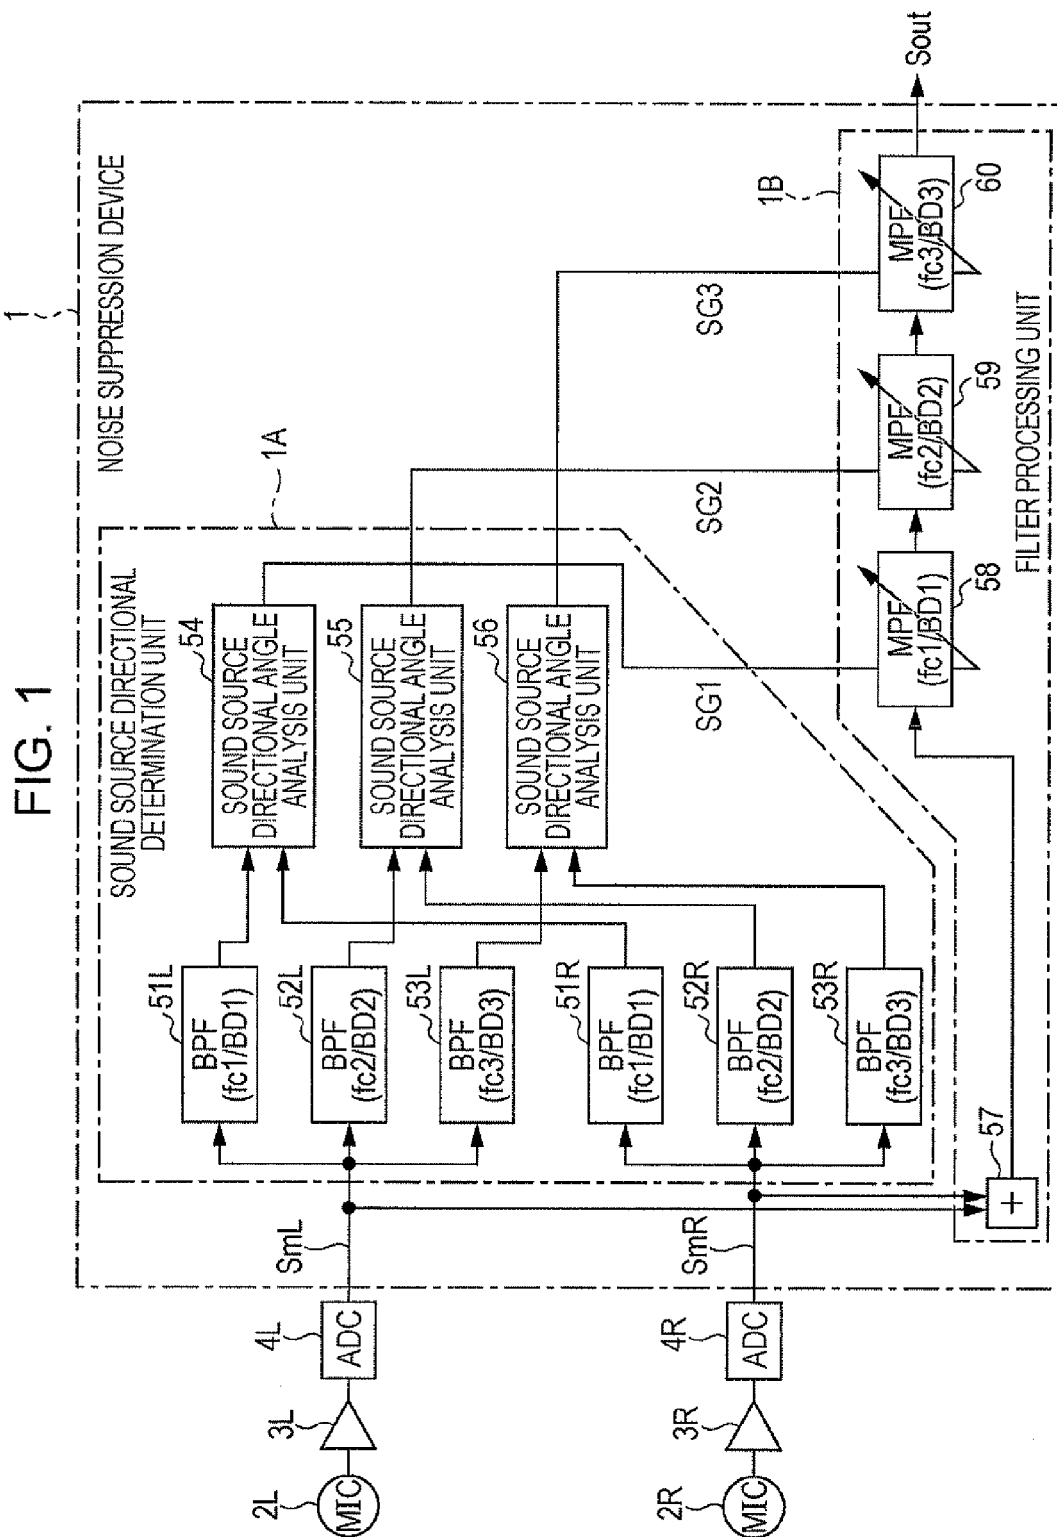 FIG. 1
1
NOISE SUPPRESSION DEVICE
SOUND SOURCE DIRECTIONAL
DETERMINATION UNIT
1A
2L
MIC
3L
4L
ADC
SmL
51L
BPF
(fc1/BD1)
52L
BPF
(fc2/BD2)
53L
BPF
(fc3/BD3)
54
SOUND SOURCE
DIRECTIONAL ANGLE
ANALYSIS UNIT
55
SOUND SOURCE
DIRECTIONAL ANGLE
ANALYSIS UNIT
56
SOUND SOURCE
DIRECTIONAL ANGLE
ANALYSIS UNIT
2R
MIC
3R
4R
ADC
SmR
51R
BPF
(fc1/BD1)
52R
BPF
(fc2/BD2)
53R
BPF
(fc3/BD3)
SG1
SG2
SG3
1B
57
+
MPF
(fc1/BD1)
58
MPF
(fc2/BD2)
59
MPF
(fc3/BD3)
60
Sout
FILTER PROCESSING UNIT